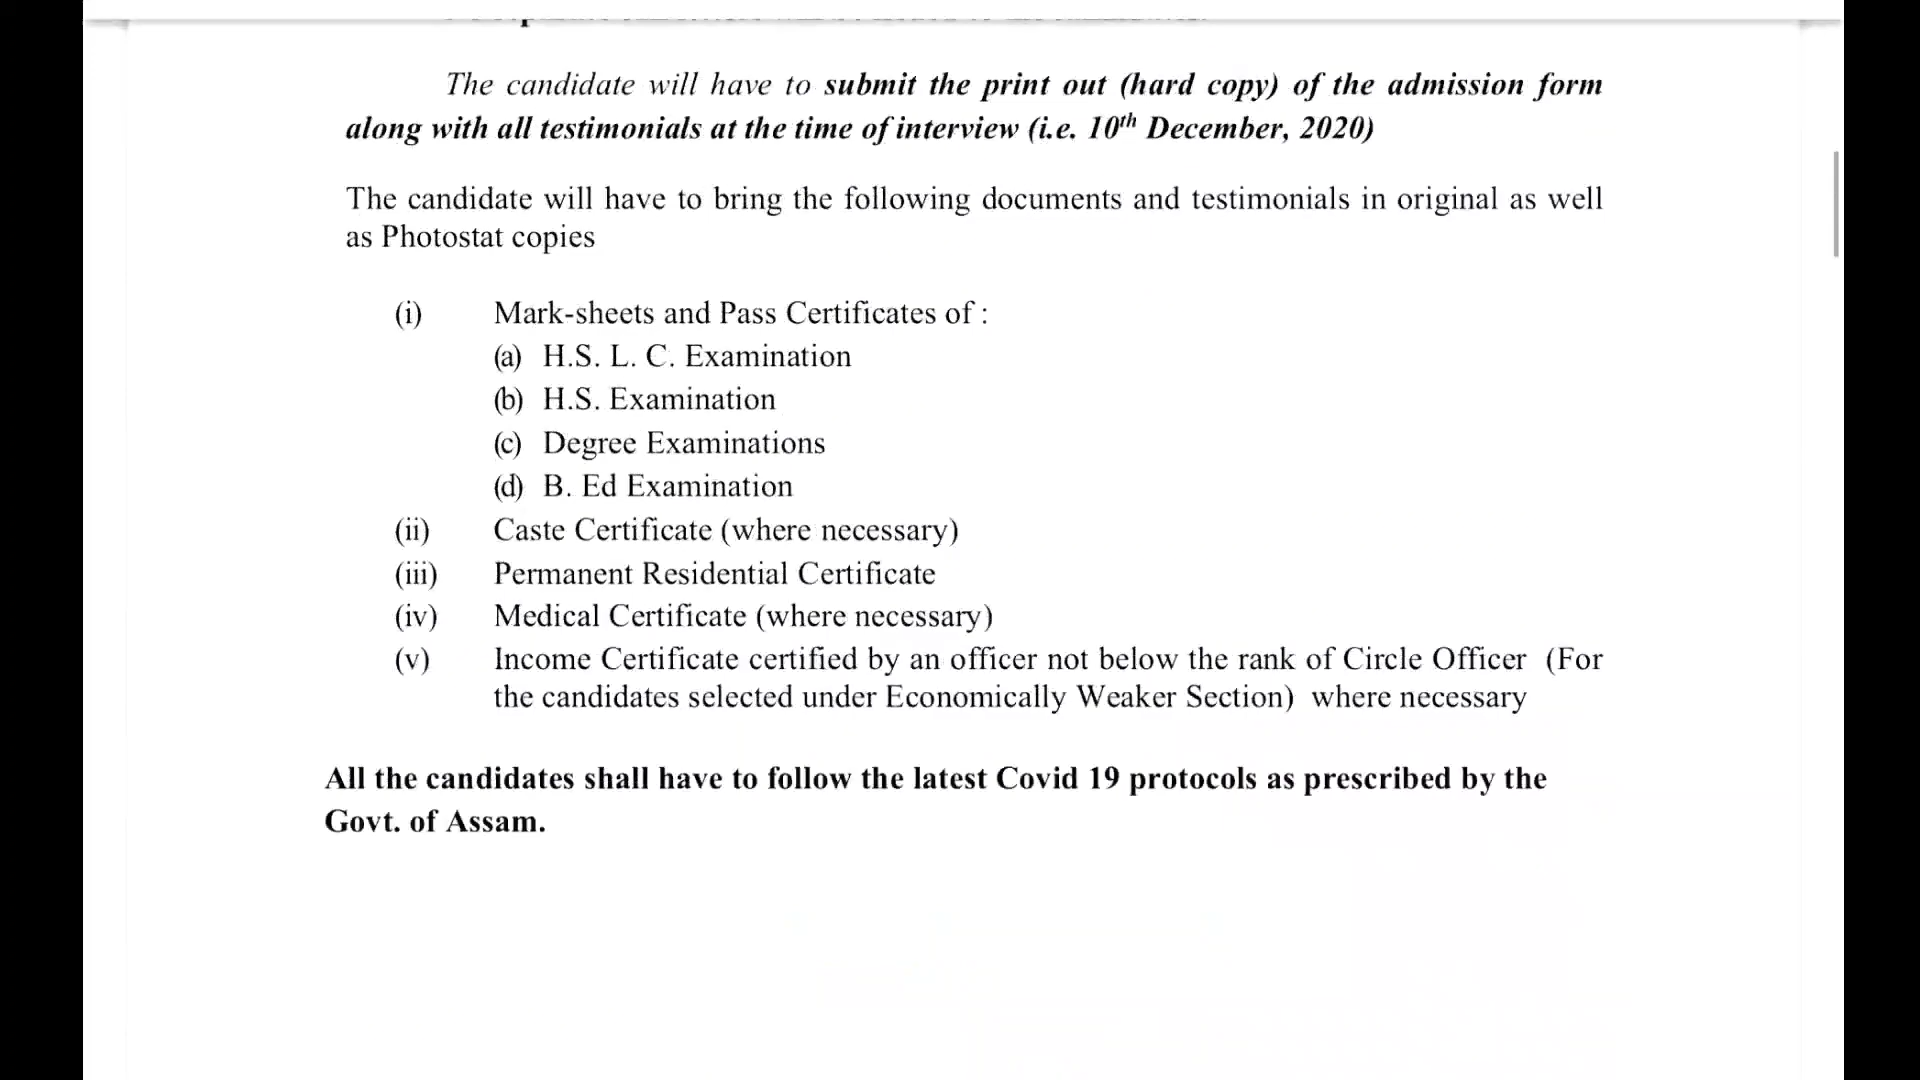 The candidate will have to submit the print out (hard copy) of the admission form
along with all testimonials at the time of interview (i.e. 10th December, 2020)
The candidate will have to bring the following documents and testimonials in original as well
as Photostat copies
(i) Mark-sheets and Pass Certificates of :
(a) H.S. L. C. Examination
(b) H.S. Examination
(c) Degree Examinations
(d) B. Ed Examination
(ii) Caste Certificate (where necessary)
(iii) Permanent Residential Certificate
(iv) Medical Certificate (where necessary)
(v) Income Certificate certified by an officer not below the rank of Circle Officer (For
the candidates selected under Economically Weaker Section) where necessary
All the candidates shall have to follow the latest Covid 19 protocols as prescribed by the
Govt. of Assam.